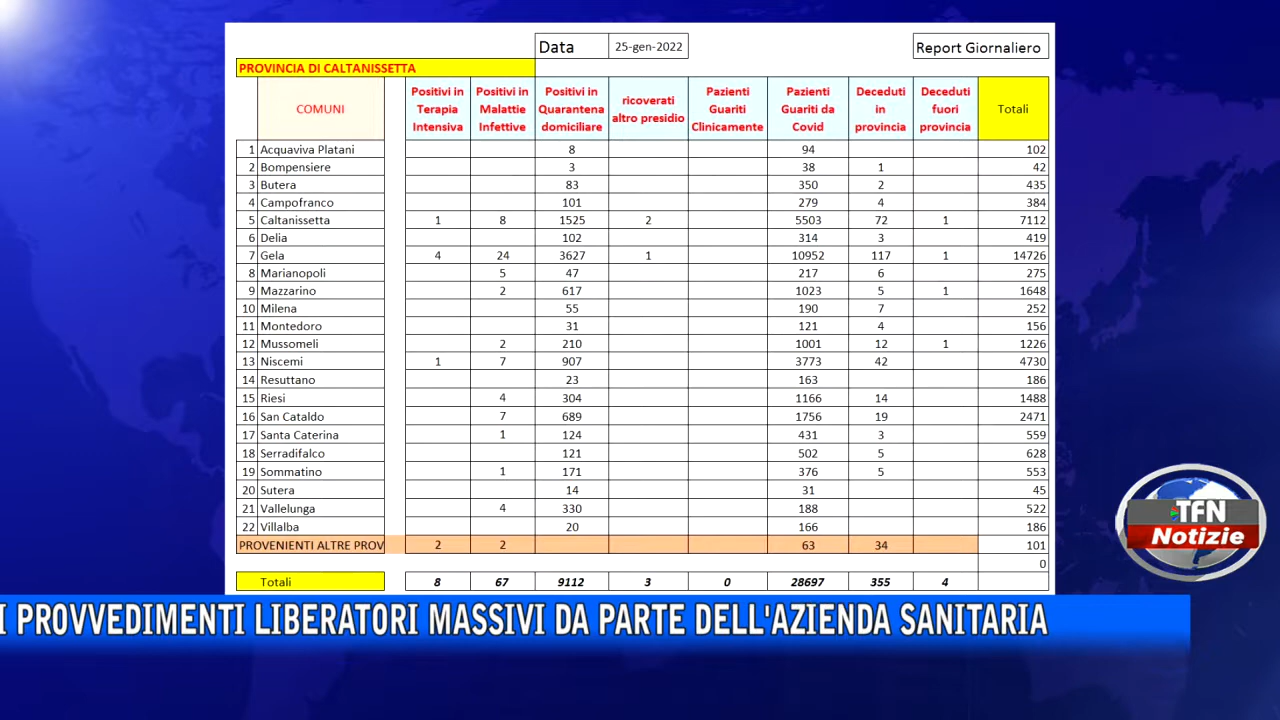 Data 25-gen-2022 Report Giornaliero
PROVINCIA DI CALTANISSETTA
COMUNI Positivi in Terapia Intensiva Positivi in Malattie Infettive Positivi in Quarantena domiciliare ricoverati altro presidio Pazienti Guariti Clinicamente Pazienti Guariti da Covid Deceduti in provincia Deceduti fuori provincia Totali
1 Acquaviva Platani 8 94 102
2 Bompensiere 3 38 1 42
3 Butera 83 350 2 435
4 Campofranco 101 279 4 384
5 Caltanissetta 1 8 1525 2 5503 72 1 7112
6 Delia 102 314 3 419
7 Gela 4 24 3627 1 10952 117 1 14726
8 Marianopoli 5 47 217 6 275
9 Mazzarino 2 617 1023 5 1 1648
10 Milena 55 190 7 252
11 Montedoro 31 121 4 156
12 Mussomeli 2 210 1001 12 1 1226
13 Niscemi 1 7 907 3773 42 4730
14 Resuttano 23 163 186
15 Riesi 4 304 1166 14 1488
16 San Cataldo 7 689 1756 19 2471
17 Santa Caterina 1 124 431 3 559
18 Serradifalco 121 502 5 628
19 Sommatino 1 171 376 5 553
20 Sutera 14 31 45
21 Vallelunga 4 330 188 522
22 Villalba 20 166 186
PROVENIENTI ALTRE PROV 2 2 63 34 101
0
Totali 8 67 9112 3 0 28697 355 4
TFN
Notizie
I PROVVEDIMENTI LIBERATORI MASSIVI DA PARTE DELL'AZIENDA SANITARIA